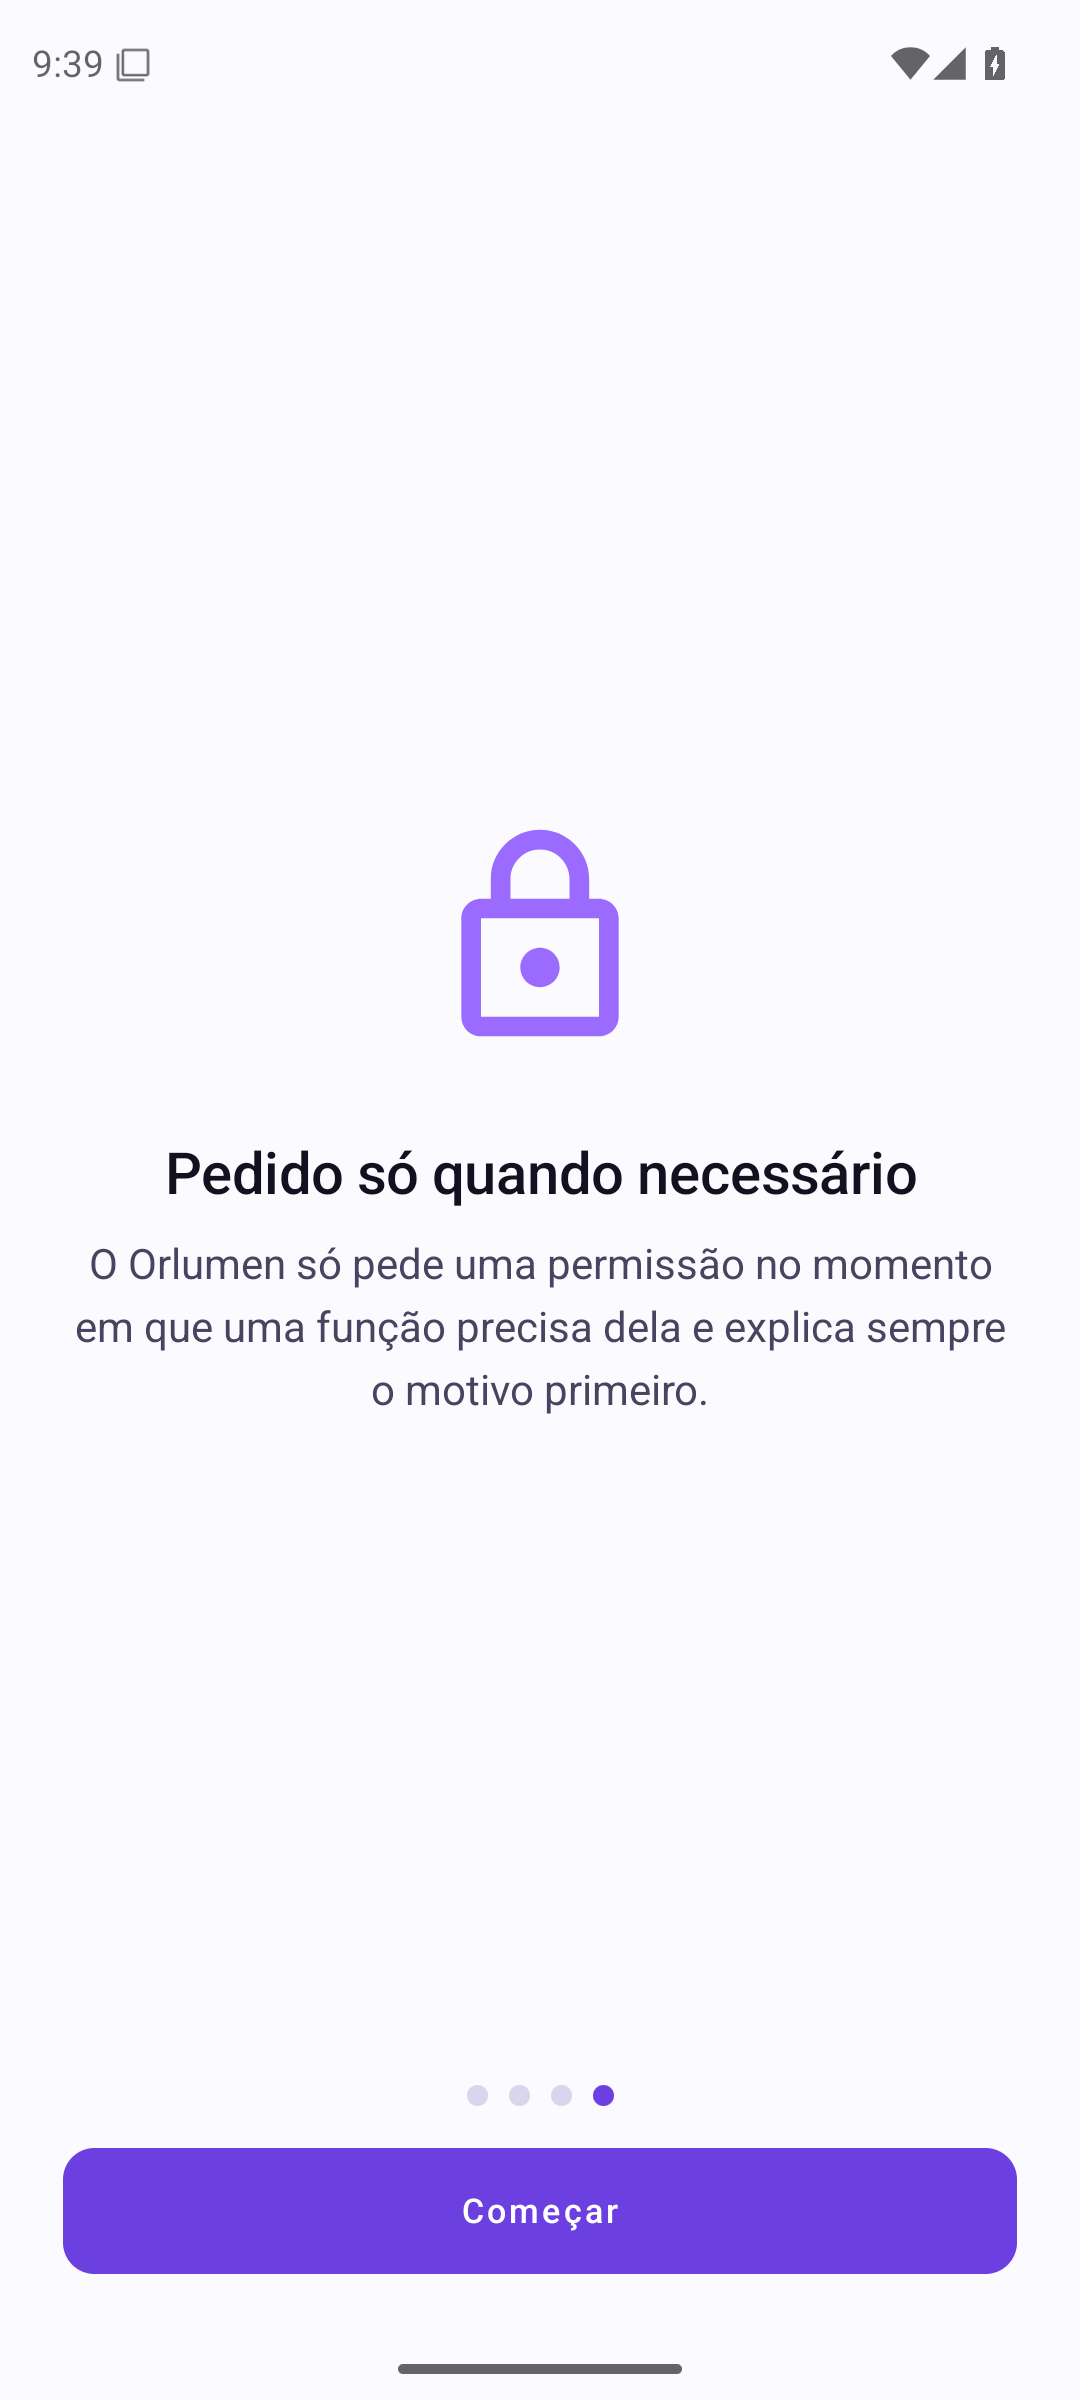 9:39
Pedido só quando necessário
O Orlumen só pede uma permissão no momento
em que uma função precisa dela e explica sempre
o motivo primeiro.
Começar